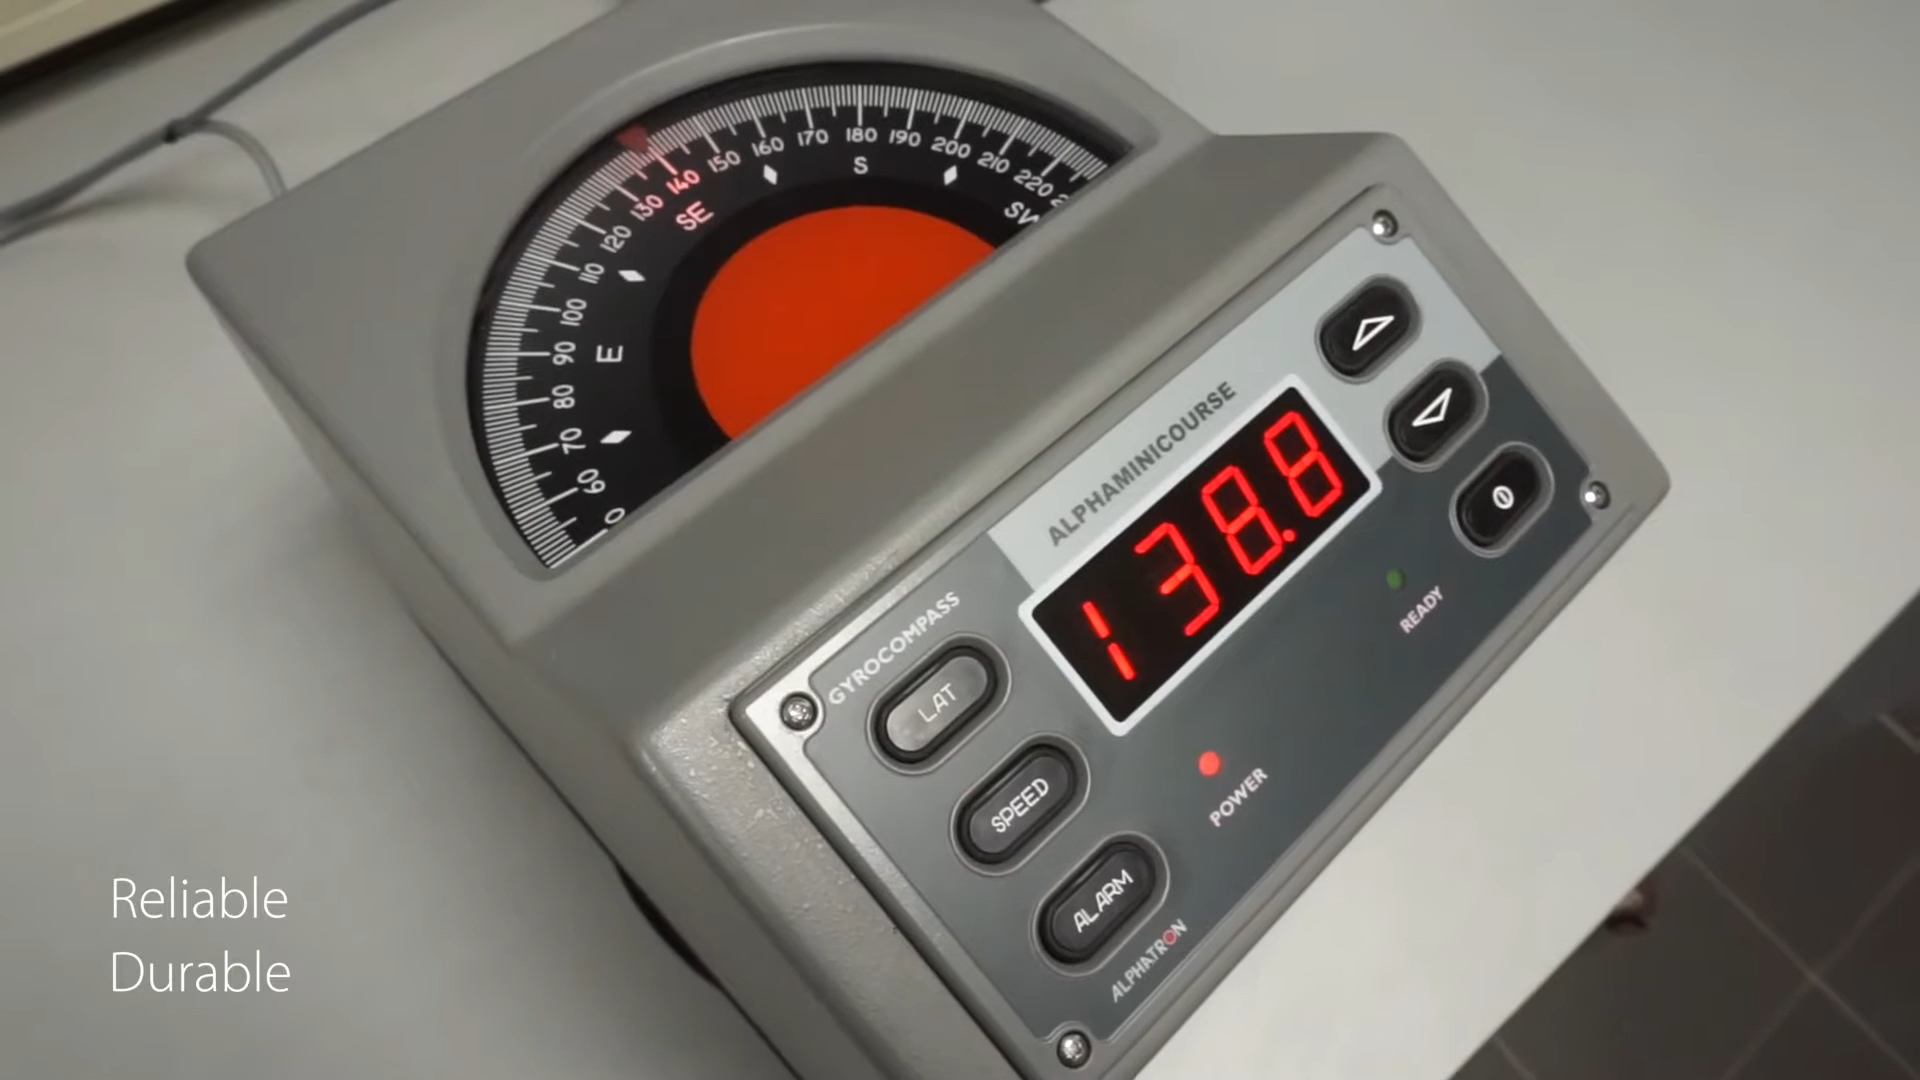 60
70
80
90
100
110
120
130
140
150
160
170
180
190
200
210
220
E
SE
S
SW
ALPHAMINICOURSE
138.8
GYROCOMPASS
LAT
SPEED
ALARM
POWER
READY
ALPHATRON
Reliable
Durable